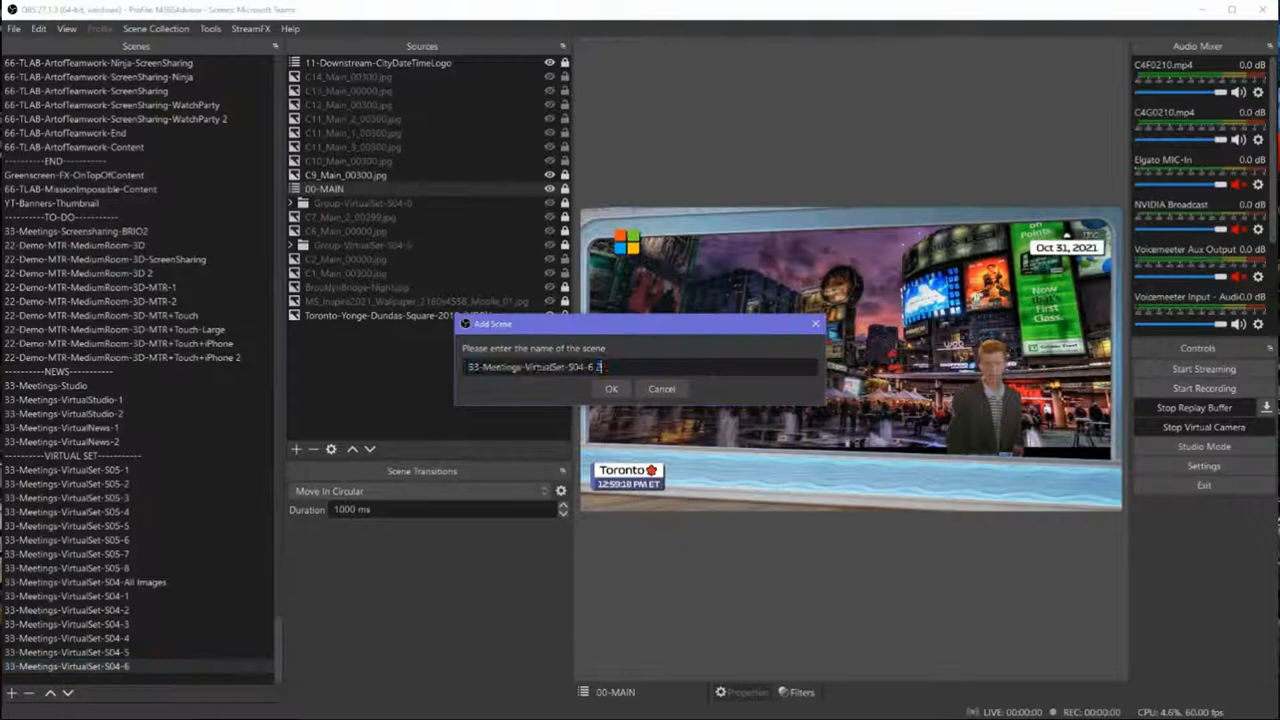 OBS 27.1.3 (64-bit, windows) - Profile: M365Advisor - Scenes: Microsoft Teams
File Edit View Profile Scene Collection Tools StreamFX Help
Scenes
66-TLAB-ArtofTeamwork-Ninja-ScreenSharing
66-TLAB-ArtofTeamwork-ScreenSharing-Ninja
66-TLAB-ArtofTeamwork-ScreenSharing
66-TLAB-ArtofTeamwork-ScreenSharing-WatchParty
66-TLAB-ArtofTeamwork-ScreenSharing-WatchParty 2
66-TLAB-ArtofTeamwork-End
66-TLAB-ArtofTeamwork-Content
----------END----------
Greenscreen-FX-OnTopOfContent
66-TLAB-MissionImpossible-Content
YT-Banners-Thumbnail
----------TO-DO----------
33-Meetings-Screensharing-BRIO2
22-Demo-MTR-MediumRoom-3D
22-Demo-MTR-MediumRoom-3D-ScreenSharing
22-Demo-MTR-MediumRoom-3D 2
22-Demo-MTR-MediumRoom-3D-MTR-1
22-Demo-MTR-MediumRoom-3D-MTR-2
22-Demo-MTR-MediumRoom-3D-MTR+Touch
22-Demo-MTR-MediumRoom-3D-MTR+Touch-Large
22-Demo-MTR-MediumRoom-3D-MTR+Touch+iPhone
22-Demo-MTR-MediumRoom-3D-MTR+Touch+iPhone 2
----------NEWS----------
33-Meetings-Studio
33-Meetings-VirtualStudio-1
33-Meetings-VirtualStudio-2
33-Meetings-VirtualNews-1
33-Meetings-VirtualNews-2
----------VIRTUAL SET----------
33-Meetings-VirtualSet-S05-1
33-Meetings-VirtualSet-S05-2
33-Meetings-VirtualSet-S05-3
33-Meetings-VirtualSet-S05-4
33-Meetings-VirtualSet-S05-5
33-Meetings-VirtualSet-S05-6
33-Meetings-VirtualSet-S05-7
33-Meetings-VirtualSet-S05-8
33-Meetings-VirtualSet-S04-All Images
33-Meetings-VirtualSet-S04-1
33-Meetings-VirtualSet-S04-2
33-Meetings-VirtualSet-S04-3
33-Meetings-VirtualSet-S04-4
33-Meetings-VirtualSet-S04-5
33-Meetings-VirtualSet-S04-6
Sources
11-Downstream-CityDateTimeLogo
C14_Main_00300.jpg
C13_Main_00000.jpg
C12_Main_00300.jpg
C11_Main_2_00300.jpg
C11_Main_1_00300.jpg
C11_Main_3_00300.jpg
C10_Main_00300.jpg
C9_Main_00300.jpg
00-MAIN
Group-VirtualSet-S04-6
C7_Main_2_00299.jpg
C6_Main_00300.jpg
Group-VirtualSet-S04-5
C2_Main_00000.jpg
C1_Main_00300.jpg
BrooklynBridge-Night.jpg
MS_Inspire2021_Wallpaper_2160x4558_Mobile_01.jpg
Toronto-Yonge-Dundas-Square-201
Scene Transitions
Move In Circular
Duration 1000 ms
Add Scene
Please enter the name of the scene
33-Meetings-VirtualSet-S04-6 2
OK Cancel
on
Points
Oct 31, 2021
Now that's
First
Class.
Toronto
12:59:18 PM ET
00-MAIN Properties Filters
Audio Mixer
C4F0210.mp4 0.0 dB
C4G0210.mp4 0.0 dB
Elgato MIC-In 0.0 dB
NVIDIA Broadcast 0.0 dB
Voicemeeter Aux Output 0.0 dB
Voicemeeter Input - Audi 0.0 dB
Controls
Start Streaming
Start Recording
Stop Replay Buffer
Stop Virtual Camera
Studio Mode
Settings
Exit
LIVE: 00:00:00 REC: 00:00:00 CPU: 4.6%, 60.00 fps